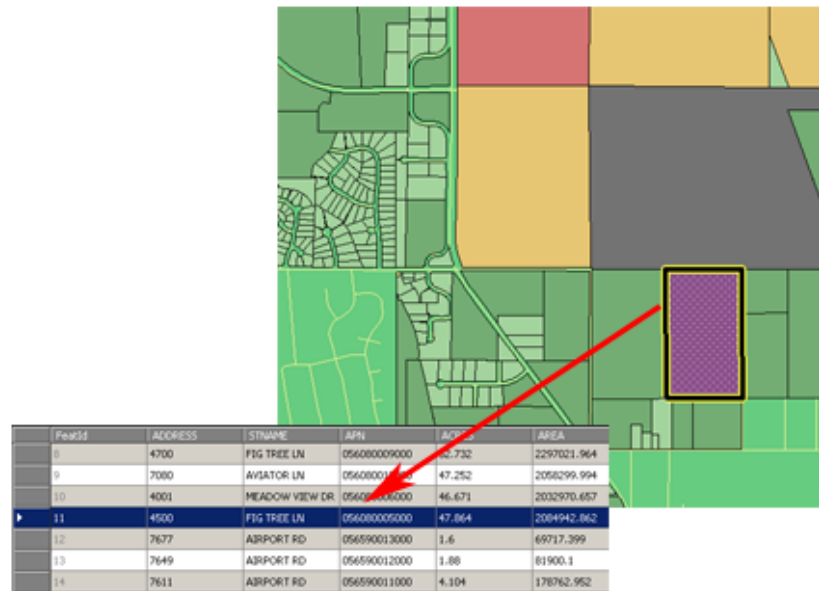 FeatId ADDRESS STNAME APN AREA
8 4700 FIG TREE LN 056080009000 2297021.964
9 7080 AVIATOR LN 47.252 2058299.994
10 4001 MEADOW VIEW DR 46.671 2032970.657
11 4500 FIG TREE LN 056080005000 47.864 2084942.862
12 7677 AIRPORT RD 056590013000 1.6 69717.399
13 7649 AIRPORT RD 056590012000 1.88 81900.1
14 7611 AIRPORT RD 056590011000 4.104 178762.952